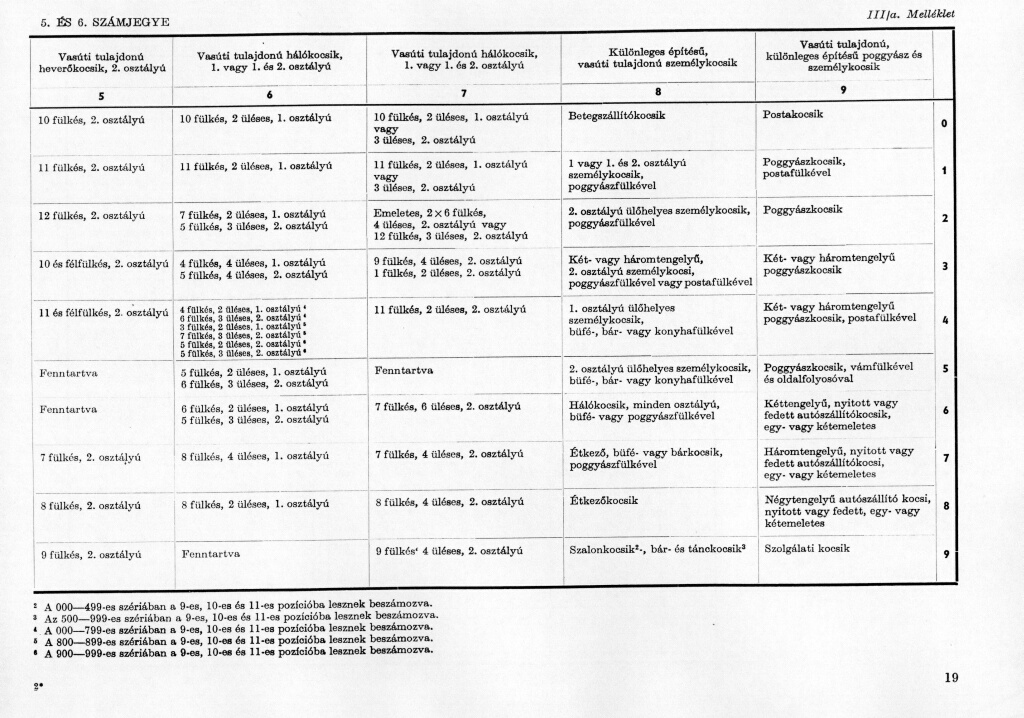 5. ÉS 6. SZÁMJEGYE
III/a. Melléklet
Vasúti tulajdonú
heverőkocsik, 2. osztályú
Vasúti tulajdonú hálókocsik,
1. vagy 1. és 2. osztályú
Vasúti tulajdonú hálókocsik,
1. vagy 1. és 2. osztályú
Különleges építésű,
vasúti tulajdonú személykocsik
Vasúti tulajdonú,
különleges építésű poggyász és
személykocsik
5
6
7
8
9
10 fülkés, 2. osztályú
10 fülkés, 2 üléses, 1. osztályú
10 fülkés, 2 üléses, 1. osztályú
vagy
3 üléses, 2. osztályú
Betegszállítókocsik
Postakocsik
0
11 fülkés, 2. osztályú
11 fülkés, 2 üléses, 1. osztályú
11 fülkés, 2 üléses, 1. osztályú
vagy
3 üléses, 2. osztályú
1 vagy 1. és 2. osztályú
személykocsik,
poggyászfülkével
Poggyászkocsik,
postafülkével
1
12 fülkés, 2. osztályú
7 fülkés, 2 üléses, 1. osztályú
5 fülkés, 3 üléses, 2. osztályú
Emeletes, 2 x 6 fülkés,
4 üléses, 2. osztályú vagy
12 fülkés, 3 üléses, 2. osztályú
2. osztályú ülőhelyes személykocsik,
poggyászfülkével
Poggyászkocsik
2
10 és félfülkés, 2. osztályú
4 fülkés, 4 üléses, 1. osztályú
5 fülkés, 4 üléses, 2. osztályú
9 fülkés, 4 üléses, 2. osztályú
1 fülkés, 2 üléses, 2. osztályú
Két- vagy háromtengelyű,
2. osztályú személykocsi,
poggyászfülkével vagy postafülkével
Két- vagy háromtengelyű
poggyászkocsik
3
11 és félfülkés, 2. osztályú
4 fülkés, 2 üléses, 1. osztályú ⁴
6 fülkés, 3 üléses, 2. osztályú ⁴
3 fülkés, 2 üléses, 1. osztályú ⁵
7 fülkés, 3 üléses, 2. osztályú ⁵
5 fülkés, 2 üléses, 2. osztályú ⁶
5 fülkés, 3 üléses, 2. osztályú ⁶
11 fülkés, 2 üléses, 2. osztályú
1. osztályú ülőhelyes
személykocsik,
büfé-, bár- vagy konyhafülkével
Két- vagy háromtengelyű
poggyászkocsik, postafülkével
4
Fenntartva
5 fülkés, 2 üléses, 1. osztályú
6 fülkés, 3 üléses, 2. osztályú
Fenntartva
2. osztályú ülőhelyes személykocsik,
büfé-, bár- vagy konyhafülkével
Poggyászkocsik, vámfülkével
és oldalfolyosóval
5
Fenntartva
6 fülkés, 2 üléses, 1. osztályú
5 fülkés, 3 üléses, 2. osztályú
7 fülkés, 6 üléses, 2. osztályú
Hálókocsik, minden osztályú,
büfé- vagy poggyászfülkével
Kéttengelyű, nyitott vagy
fedett autószállítókocsik,
egy- vagy kétemeletes
6
7 fülkés, 2. osztályú
8 fülkés, 4 üléses, 1. osztályú
7 fülkés, 4 üléses, 2. osztályú
Étkező, büfé- vagy bárkocsik,
poggyászfülkével
Háromtengelyű, nyitott vagy
fedett autószállítókocsi,
egy- vagy kétemeletes
7
8 fülkés, 2. osztályú
8 fülkés, 2 üléses, 1. osztályú
8 fülkés, 4 üléses, 2. osztályú
Étkezőkocsik
Négytengelyű autószállító kocsi,
nyitott vagy fedett, egy- vagy
kétemeletes
8
9 fülkés, 2. osztályú
Fenntartva
9 fülkés‘ 4 üléses, 2. osztályú
Szalonkocsik²-, bár- és tánckocsik³
Szolgálati kocsik
9
² A 000—499-es szériában a 9-es, 10-es és 11-es pozícióba lesznek beszámozva.
³ Az 500—999-es szériában a 9-es, 10-es és 11-es pozícióba lesznek beszámozva.
⁴ A 000—799-es szériában a 9-es, 10-es és 11-es pozícióba lesznek beszámozva.
⁵ A 800—899-es szériában a 9-es, 10-es és 11-es pozícióba lesznek beszámozva.
⁶ A 900—999-es szériában a 9-es, 10-es és 11-es pozícióba lesznek beszámozva.
2*
19